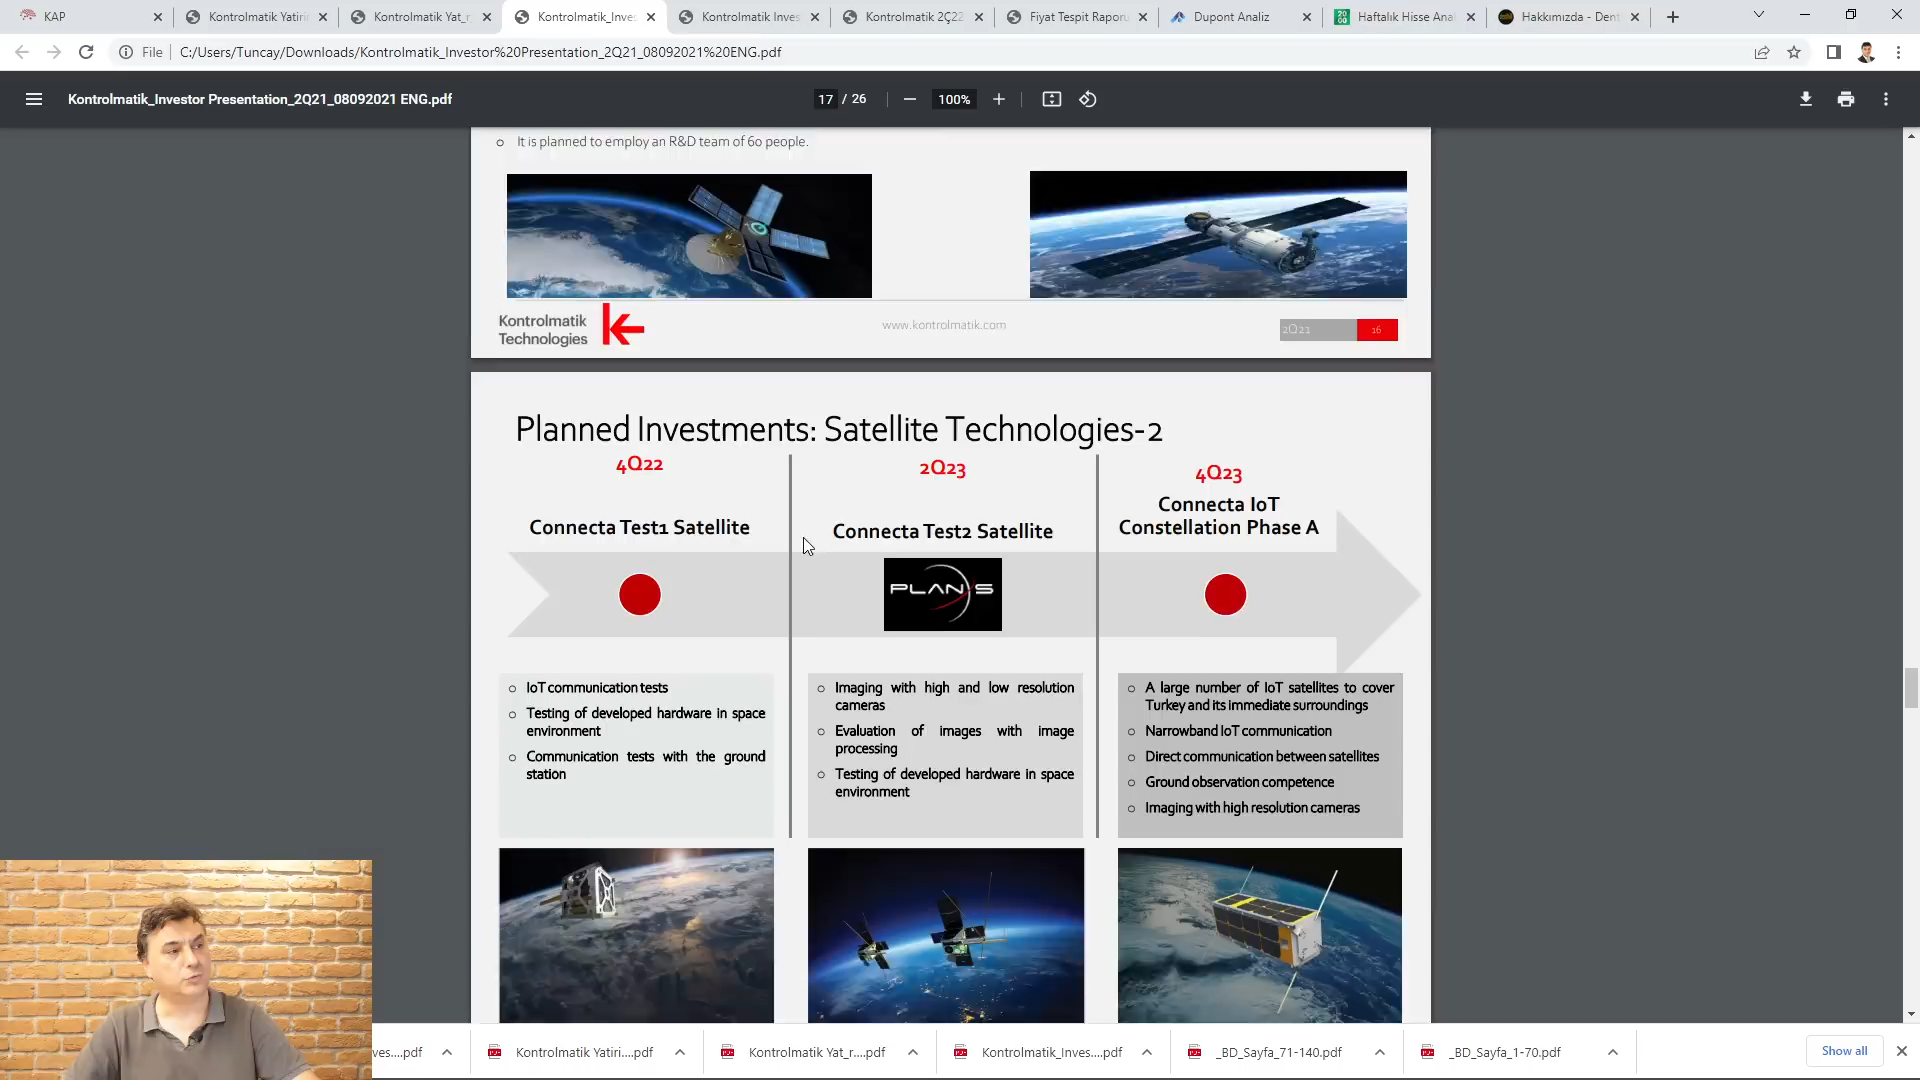 KAP
Kontrolmatik Yatiri
Kontrolmatik Yat_r
Kontrolmatik_Inves
Kontrolmatik Inves
Kontrolmatik 2Ç22
Fiyat Tespit Raporu
Dupont Analiz
Haftalık Hisse Ana
Hakkımızda - Dent
File
C:/Users/Tuncay/Downloads/Kontrolmatik_Investor%20Presentation_2Q21_08092021%20ENG.pdf
Kontrolmatik_Investor Presentation_2Q21_08092021 ENG.pdf
17 / 26
100%
It is planned to employ an R&D team of 60 people.
Kontrolmatik
Technologies
www.kontrolmatik.com
2Q21
16
Planned Investments: Satellite Technologies-2
4Q22
2Q23
4Q23
Connecta Test1 Satellite
Connecta Test2 Satellite
Connecta IoT
Constellation Phase A
PLAN S
IoT communication tests
Testing of developed hardware in space
environment
Communication tests with the ground
station
Imaging with high and low resolution
cameras
Evaluation of images with image
processing
Testing of developed hardware in space
environment
A large number of IoT satellites to cover
Turkey and its immediate surroundings
Narrowband IoT communication
Direct communication between satellites
Ground observation competence
Imaging with high resolution cameras
ves....pdf
Kontrolmatik Yatiri....pdf
Kontrolmatik Yat_r....pdf
Kontrolmatik_Inves....pdf
_BD_Sayfa_71-140.pdf
_BD_Sayfa_1-70.pdf
Show all